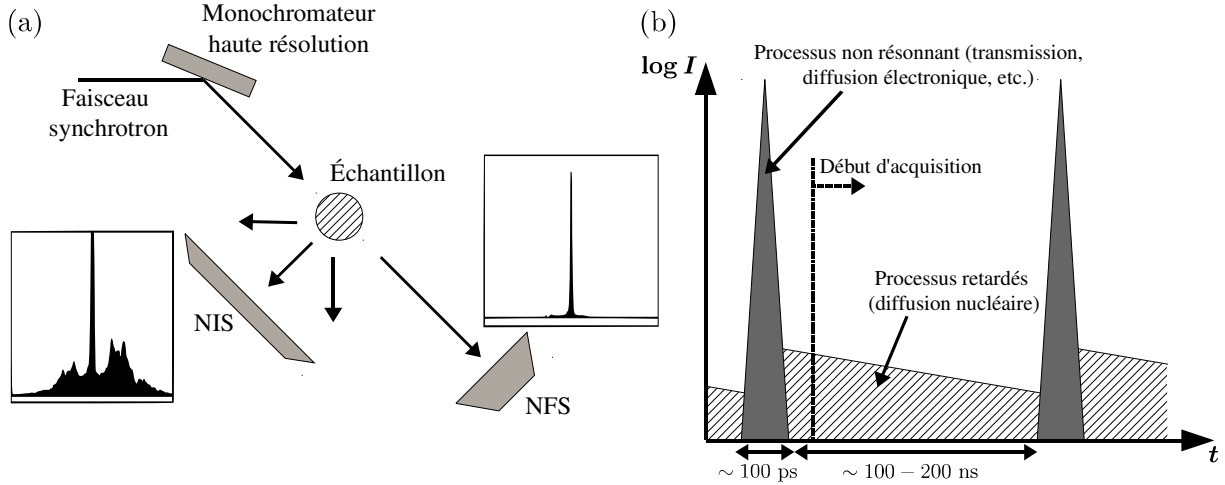 (a)
Monochromateur
haute résolution
Faisceau
synchrotron
Échantillon
NIS
NFS
(b)
log I
Processus non résonnant (transmission,
diffusion électronique, etc.)
Début d'acquisition
Processus retardés
(diffusion nucléaire)
t
∼ 100 ps
∼ 100 − 200 ns